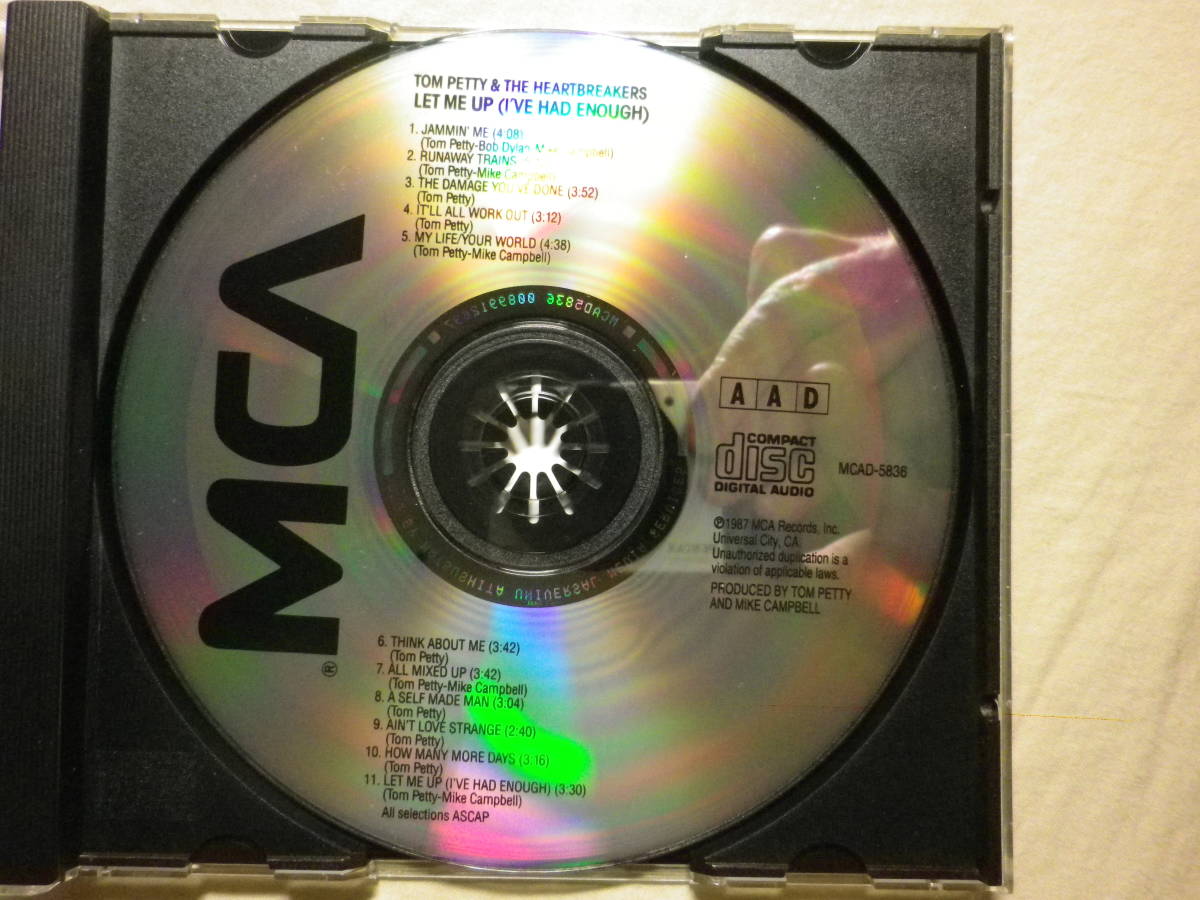 TOM PETTY & THE HEARTBREAKERS
LET ME UP (I'VE HAD ENOUGH)
1. JAMMIN' ME (4:08)
(Tom Petty-Bob Dylan-Mike Campbell)
2. RUNAWAY TRAINS
(Tom Petty-Mike Campbell)
3. THE DAMAGE YOU'VE DONE (3:52)
(Tom Petty)
4. IT'LL ALL WORK OUT (3:12)
(Tom Petty)
5. MY LIFE/YOUR WORLD (4:38)
(Tom Petty-Mike Campbell)
MCA
®
MCAD5836
UNIVERSAL
A A D
COMPACT
disc
DIGITAL AUDIO
MCAD-5836
℗1987 MCA Records, Inc.
Universal City, CA.
Unauthorized duplication is a
violation of applicable laws.
PRODUCED BY TOM PETTY
AND MIKE CAMPBELL
6. THINK ABOUT ME (3:42)
(Tom Petty)
7. ALL MIXED UP (3:42)
(Tom Petty-Mike Campbell)
8. A SELF MADE MAN (3:04)
(Tom Petty)
9. AIN'T LOVE STRANGE (2:40)
(Tom Petty)
10. HOW MANY MORE DAYS (3:16)
(Tom Petty)
11. LET ME UP (I'VE HAD ENOUGH) (3:30)
(Tom Petty-Mike Campbell)
All selections ASCAP